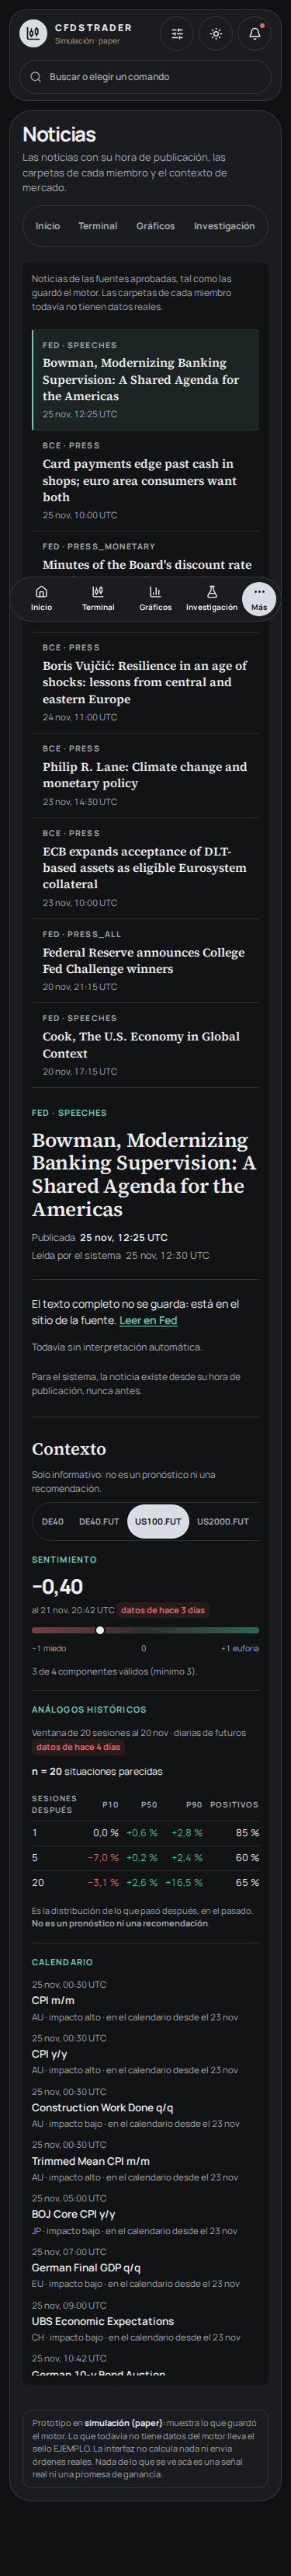 CFDSTRADER
Simulación · paper
Buscar o elegir un comando
Noticias
Las noticias con su hora de publicación, las
carpetas de cada miembro y el contexto de
mercado.
Inicio Terminal Gráficos Investigación
Noticias de las fuentes aprobadas, tal como las
guardó el motor. Las carpetas de cada miembro
todavía no tienen datos reales.
FED · SPEECHES
Bowman, Modernizing Banking
Supervision: A Shared Agenda for
the Americas
25 nov, 12:25 UTC
BCE · PRESS
Card payments edge past cash in
shops; euro area consumers want
both
25 nov, 10:00 UTC
FED · PRESS_MONETARY
Minutes of the Board's discount rate
Inicio Terminal Gráficos Investigación Más
BCE · PRESS
Boris Vujčić: Resilience in an age of
shocks: lessons from central and
eastern Europe
24 nov, 11:00 UTC
BCE · PRESS
Philip R. Lane: Climate change and
monetary policy
23 nov, 14:30 UTC
BCE · PRESS
ECB expands acceptance of DLT-
based assets as eligible Eurosystem
collateral
23 nov, 10:00 UTC
FED · PRESS_ALL
Federal Reserve announces College
Fed Challenge winners
20 nov, 21:15 UTC
FED · SPEECHES
Cook, The U.S. Economy in Global
Context
20 nov, 17:15 UTC
FED · SPEECHES
Bowman, Modernizing
Banking Supervision: A
Shared Agenda for the
Americas
Publicada 25 nov, 12:25 UTC
Leída por el sistema 25 nov, 12:30 UTC
El texto completo no se guarda: está en el
sitio de la fuente. Leer en Fed
Todavía sin interpretación automática.
Para el sistema, la noticia existe desde su hora de
publicación, nunca antes.
Contexto
Solo informativo: no es un pronóstico ni una
recomendación.
DE40 DE40.FUT US100.FUT US2000.FUT
SENTIMIENTO
−0,40
al 21 nov, 20:42 UTC datos de hace 3 días
−1 miedo 0 +1 euforia
3 de 4 componentes válidos (mínimo 3).
ANÁLOGOS HISTÓRICOS
Ventana de 20 sesiones al 20 nov · diarias de futuros
datos de hace 4 días
n = 20 situaciones parecidas
SESIONES DESPUÉS P10 P50 P90 POSITIVOS
1 0,0 % +0,6 % +2,8 % 85 %
5 −7,0 % +0,2 % +2,4 % 60 %
20 −3,1 % +2,6 % +16,5 % 65 %
Es la distribución de lo que pasó después, en el pasado.
No es un pronóstico ni una recomendación.
CALENDARIO
25 nov, 00:30 UTC
CPI m/m
AU · impacto alto · en el calendario desde el 23 nov
25 nov, 00:30 UTC
CPI y/y
AU · impacto alto · en el calendario desde el 23 nov
25 nov, 00:30 UTC
Construction Work Done q/q
AU · impacto bajo · en el calendario desde el 23 nov
25 nov, 00:30 UTC
Trimmed Mean CPI m/m
AU · impacto alto · en el calendario desde el 23 nov
25 nov, 05:00 UTC
BOJ Core CPI y/y
JP · impacto bajo · en el calendario desde el 23 nov
25 nov, 07:00 UTC
German Final GDP q/q
EU · impacto bajo · en el calendario desde el 23 nov
25 nov, 09:00 UTC
UBS Economic Expectations
CH · impacto bajo · en el calendario desde el 23 nov
25 nov, 10:42 UTC
German 10-y Bond Auction
Prototipo en simulación (paper): muestra lo que guardó
el motor. Lo que todavía no tiene datos del motor lleva el
sello EJEMPLO. La interfaz no calcula nada ni envía
órdenes reales. Nada de lo que se ve acá es una señal
real ni una promesa de ganancia.